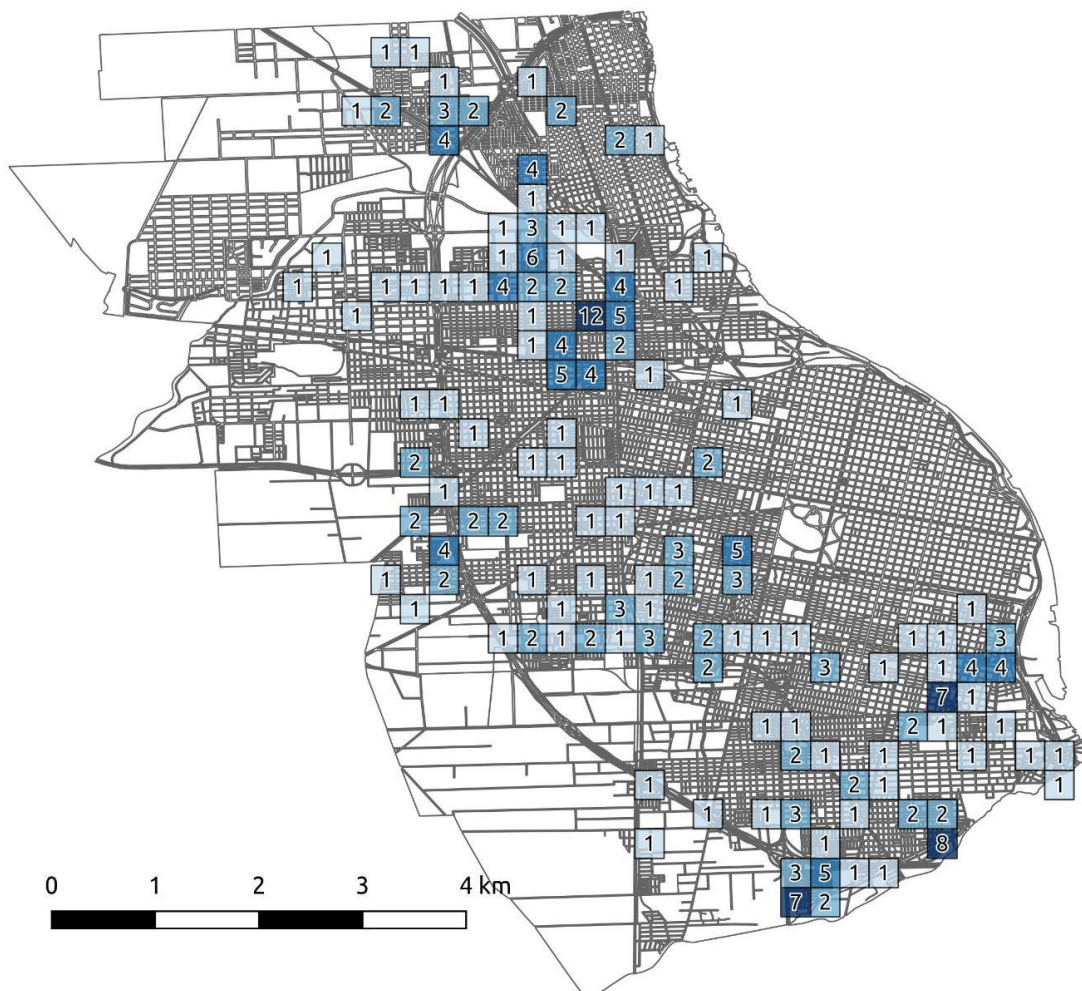 1 1
1 1
1 2 3 2 2
4 2 1
4
1
1 3 1 1
1 1 6 1 1 1
1 1 1 1 1 4 2 2 4 1
1 1 12 5
1 4 2
5 4 1
1 1 1
1 1
2 1 1 2
1 1 1 1
2 2 2 1 1
4 3 5
1 2 1 1 1 2 3
1 1 3 1 1
1 2 1 2 1 3 2 1 1 1 1 1 3
2 3 1 1 4 4
7 1
1 1 2 1 1
2 1 1 1 1 1
1 2 1 1
1 1 3 1 2 2
1 1 8
3 5 1 1
7 2
0 1 2 3 4 km